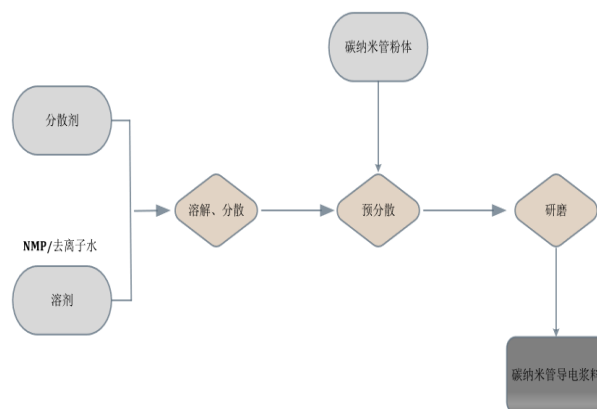 碳纳米管粉体
分散剂
溶解、分散
预分散
研磨
NMP/去离子水
溶剂
碳纳米管导电浆料